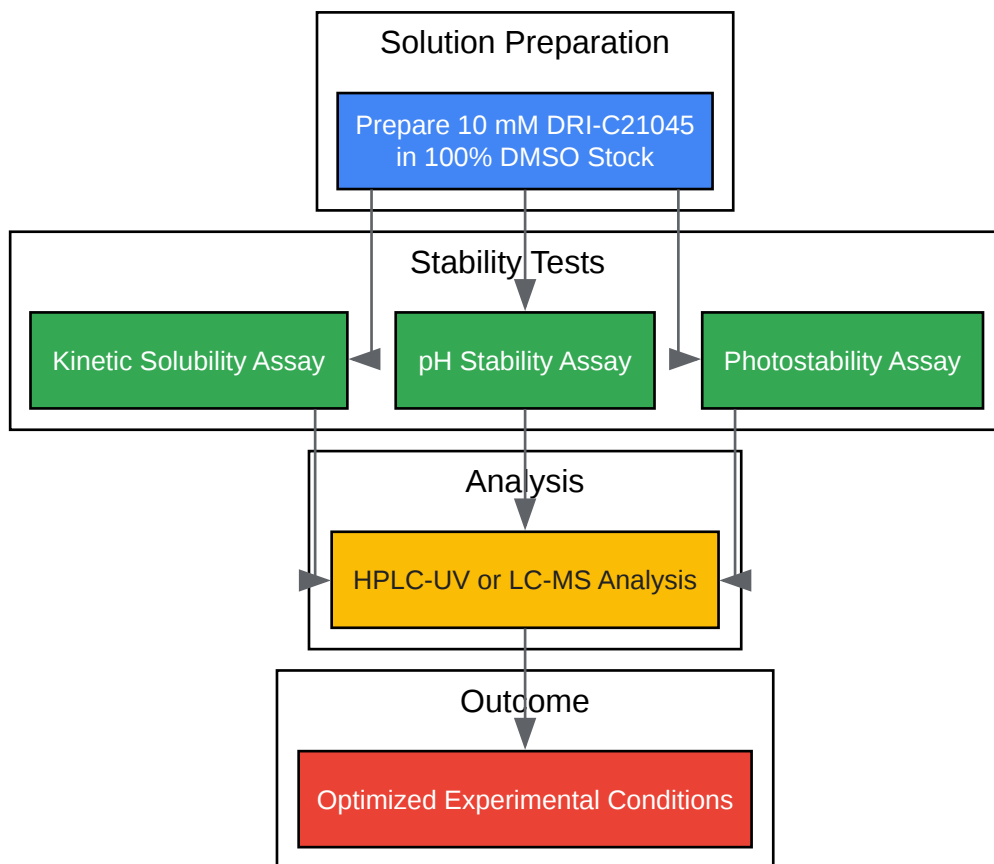 Solution Preparation
Prepare 10 mM DRI-C21045
in 100% DMSO Stock
Stability Tests
Kinetic Solubility Assay
pH Stability Assay
Photostability Assay
Analysis
HPLC-UV or LC-MS Analysis
Outcome
Optimized Experimental Conditions